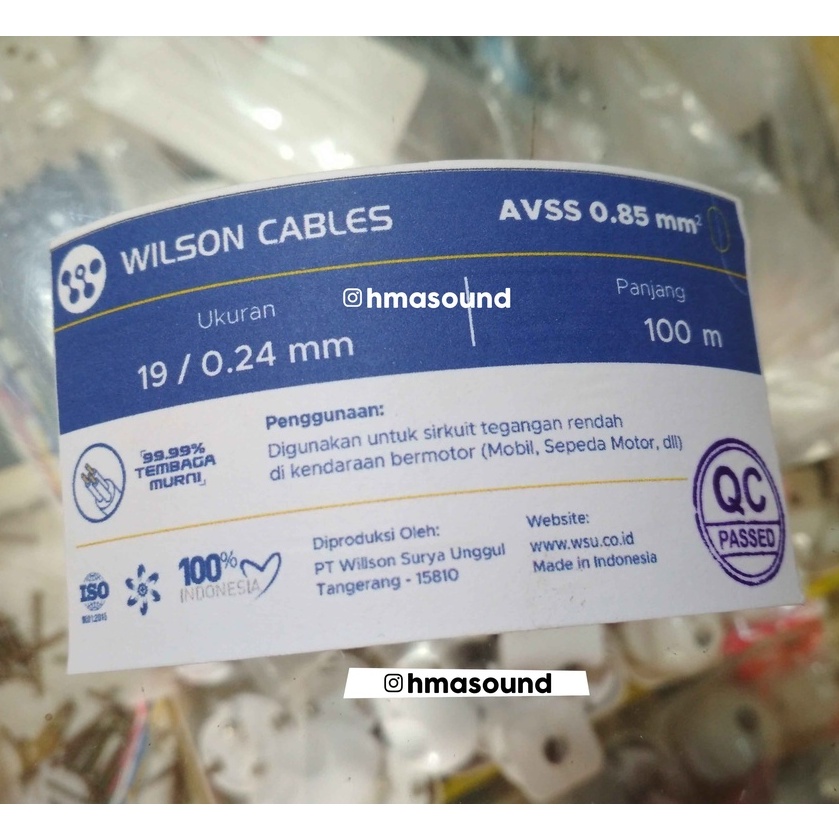 WILSON CABLES
AVSS 0.85 mm²
Ukuran
19 / 0.24 mm
@hmasound
Panjang
100 m
99.99%
TEMBAGA
MURNI
Penggunaan:
Digunakan untuk sirkuit tegangan rendah
di kendaraan bermotor (Mobil, Sepeda Motor, dll)
QC
PASSED
ISO
9001:2015
100%
INDONESIA
Diproduksi Oleh:
PT Willson Surya Unggul
Tangerang - 15810
Website:
www.wsu.co.id
Made in Indonesia
hmasound